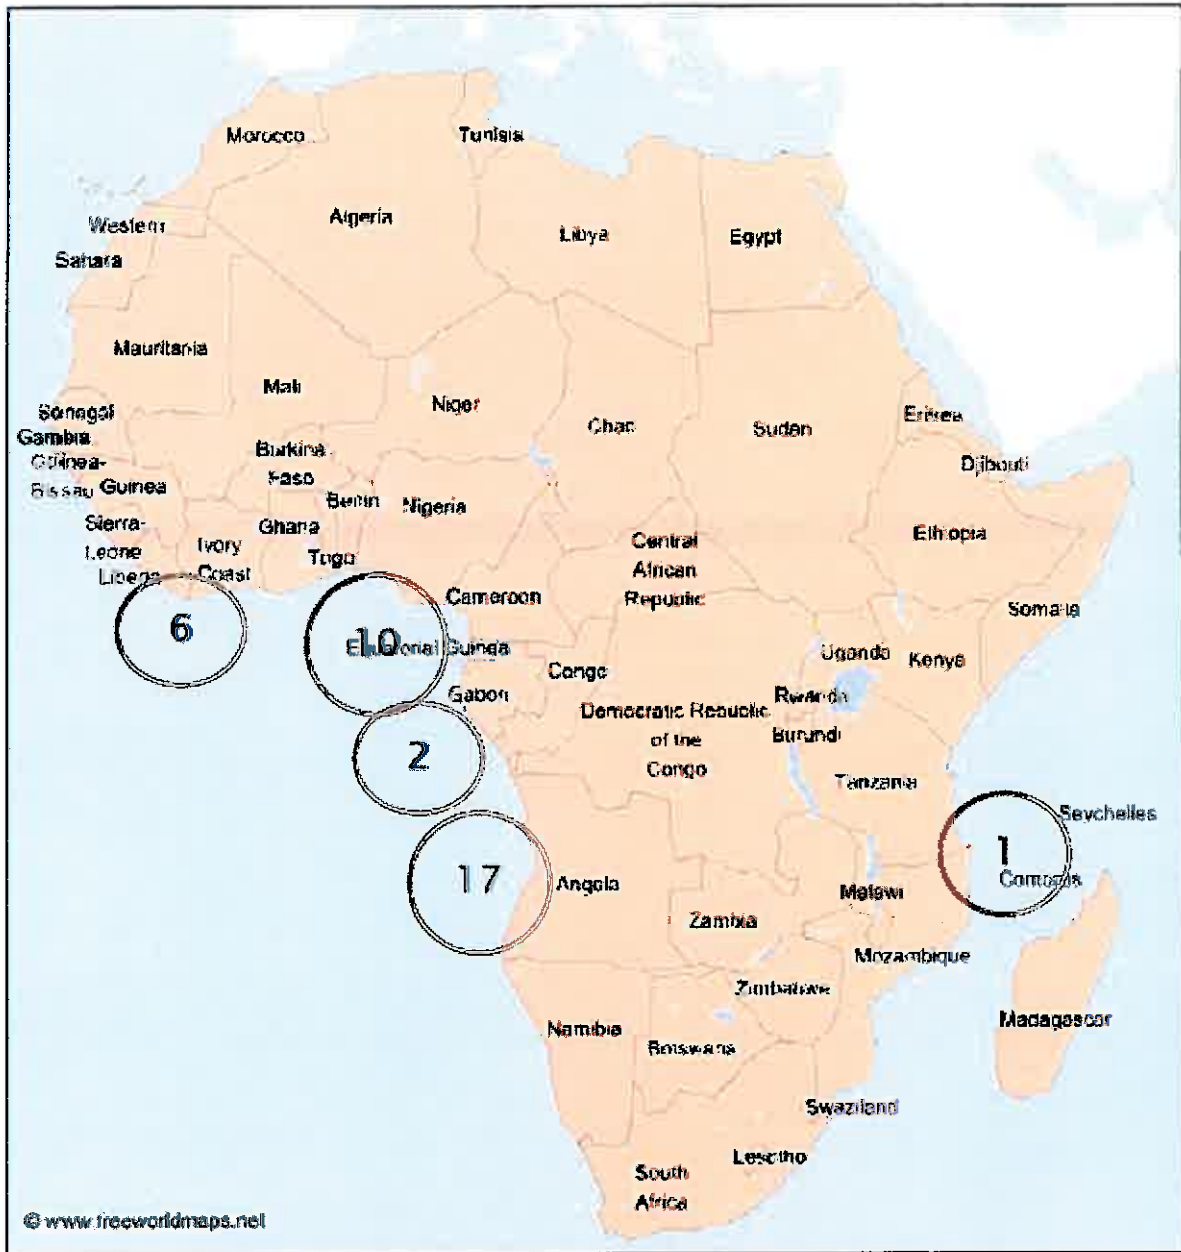 Morocco
Tunisia
Algeria
Libya
Egypt
Western
Sahara
Mauritania
Mali
Niger
Chad
Sudan
Eritrea
Djibouti
Senegal
Gambia
Guinea-
Bissau
Guinea
Burkina
Faso
Benin
Nigeria
Ghana
Togo
Sierra-
Leone
Liberia
Ivory
Coast
Central
African
Republic
Ethiopia
Somalia
Cameroon
6
10
Equatorial Guinea
Gabon
Congo
Uganda
Kenya
Rwanda
Burundi
Democratic Republic
of the
Congo
2
Tanzania
Seychelles
1
Comoros
17
Angola
Malawi
Zambia
Mozambique
Zimbabwe
Madagascar
Namibia
Botswana
Swaziland
Lesotho
South
Africa
© www.freeworldmaps.net